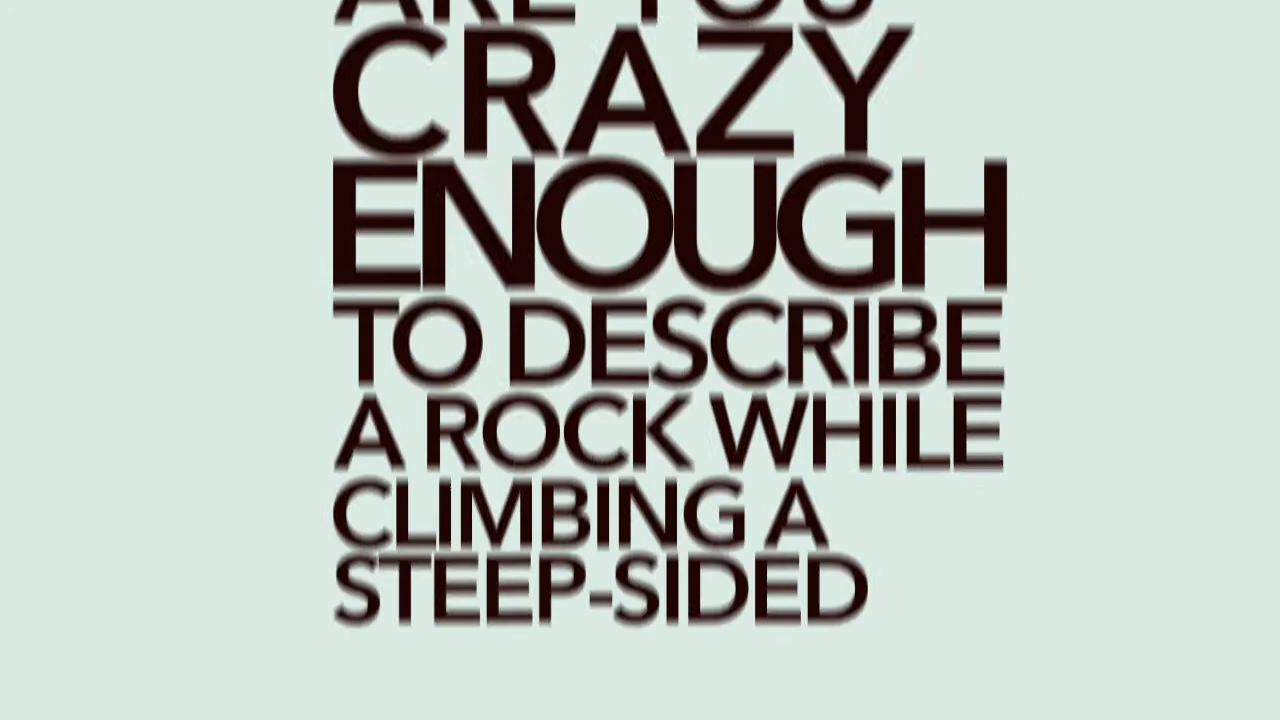 ARE YOU
CRAZY
ENOUGH
TO DESCRIBE
A ROCK WHILE
CLIMBING A
STEEP-SIDED